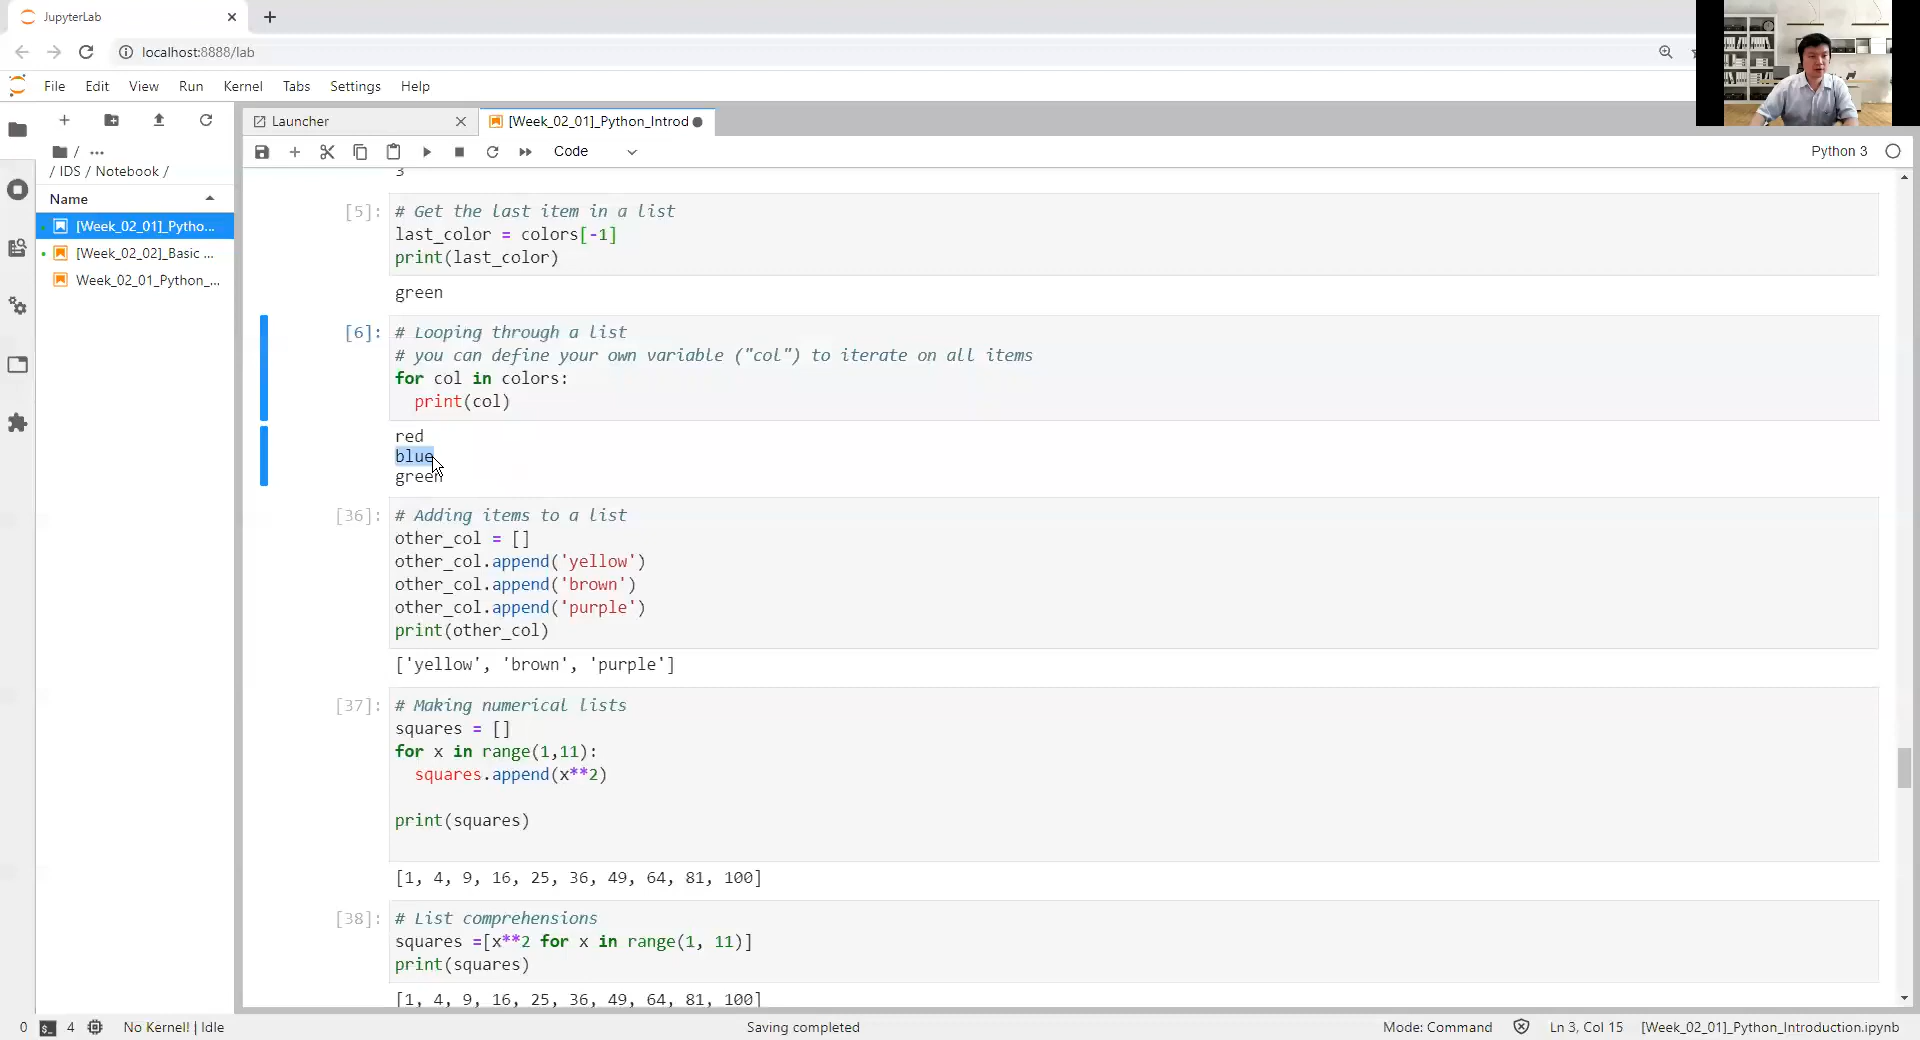 JupyterLab
localhost:8888/lab
File Edit View Run Kernel Tabs Settings Help
Launcher
[Week_02_01]_Python_Introd
/ ...
/ IDS / Notebook /
Code
Python 3
Name
[Week_02_01]_Pytho...
[Week_02_02]_Basic ...
Week_02_01_Python_...
3
[5]: # Get the last item in a list
last_color = colors[-1]
print(last_color)
green
[6]: # Looping through a list
# you can define your own variable ("col") to iterate on all items
for col in colors:
  print(col)
red
blue
green
[36]: # Adding items to a list
other_col = []
other_col.append('yellow')
other_col.append('brown')
other_col.append('purple')
print(other_col)
['yellow', 'brown', 'purple']
[37]: # Making numerical lists
squares = []
for x in range(1,11):
  squares.append(x**2)
print(squares)
[1, 4, 9, 16, 25, 36, 49, 64, 81, 100]
[38]: # List comprehensions
squares =[x**2 for x in range(1, 11)]
print(squares)
[1, 4, 9, 16, 25, 36, 49, 64, 81, 100]
0 4 No Kernel! | Idle Saving completed Mode: Command Ln 3, Col 15 [Week_02_01]_Python_Introduction.ipynb